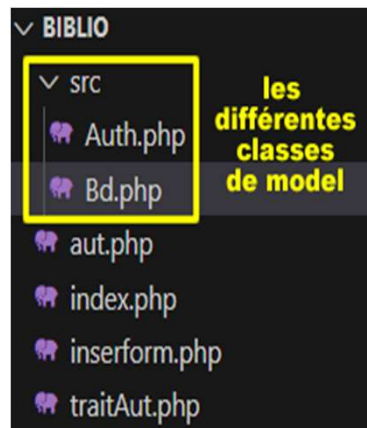 BIBLIO
src
Auth.php
Bd.php
les
différentes
classes
de model
aut.php
index.php
inserform.php
traitAut.php